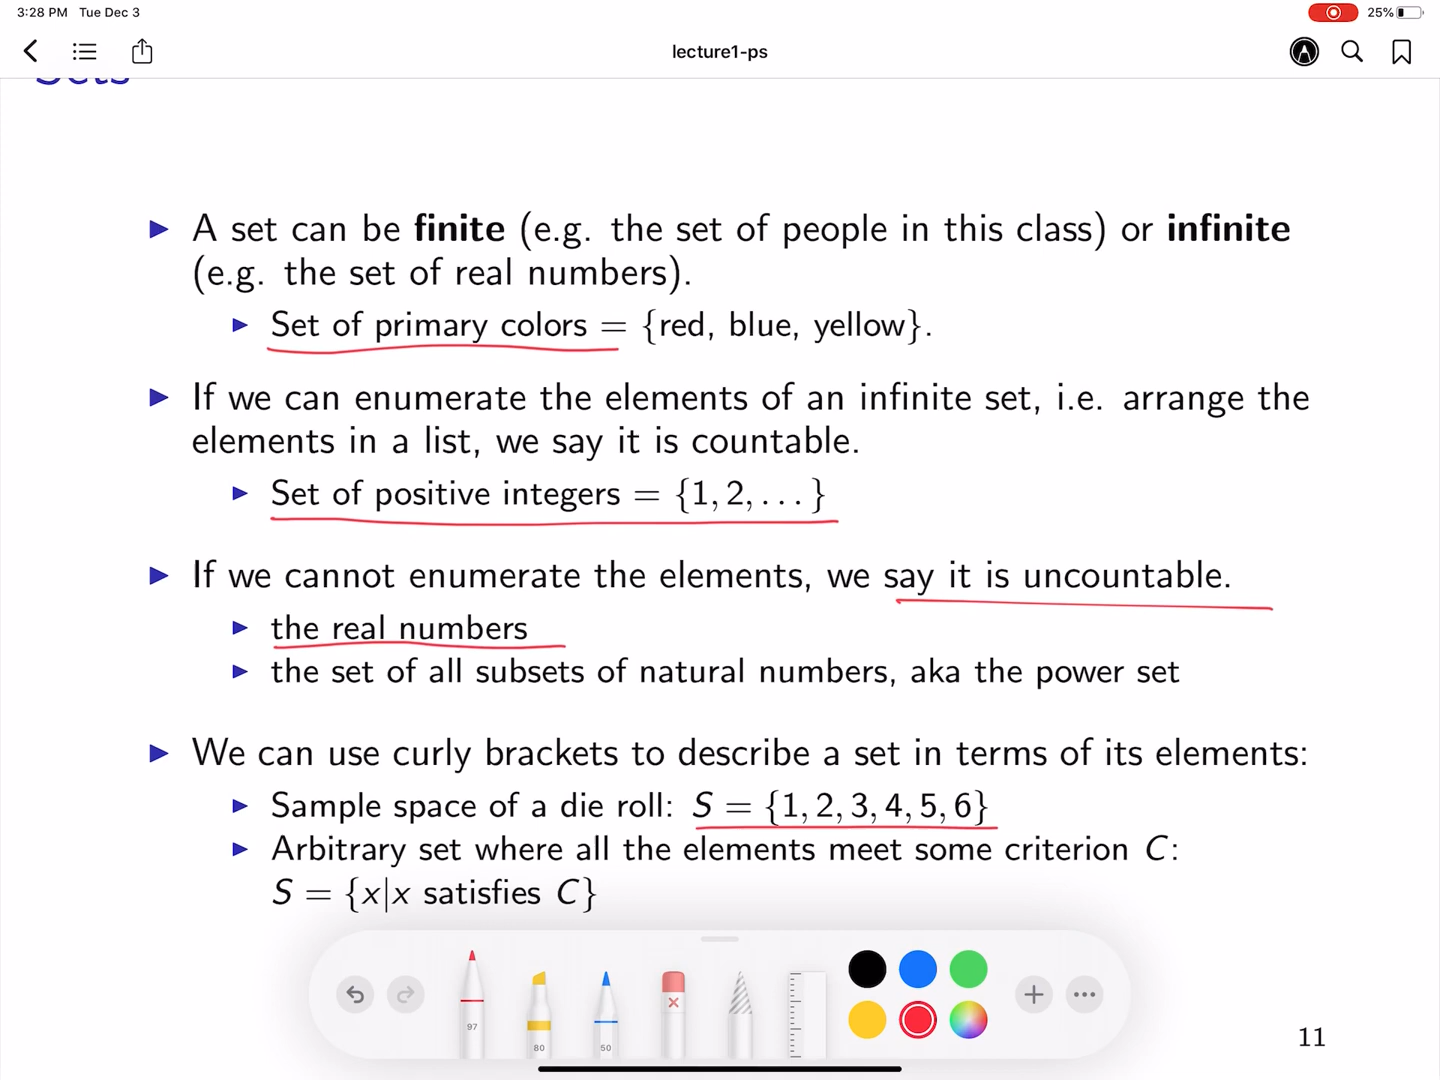 3:28 PM Tue Dec 3
25%
lecture1-ps
Sets
▶ A set can be finite (e.g. the set of people in this class) or infinite
(e.g. the set of real numbers).
▶ Set of primary colors = {red, blue, yellow}.
▶ If we can enumerate the elements of an infinite set, i.e. arrange the
elements in a list, we say it is countable.
▶ Set of positive integers = {1, 2, . . . }
▶ If we cannot enumerate the elements, we say it is uncountable.
▶ the real numbers
▶ the set of all subsets of natural numbers, aka the power set
▶ We can use curly brackets to describe a set in terms of its elements:
▶ Sample space of a die roll: S = {1, 2, 3, 4, 5, 6}
▶ Arbitrary set where all the elements meet some criterion C:
S = {x|x satisfies C}
97
80
50
11